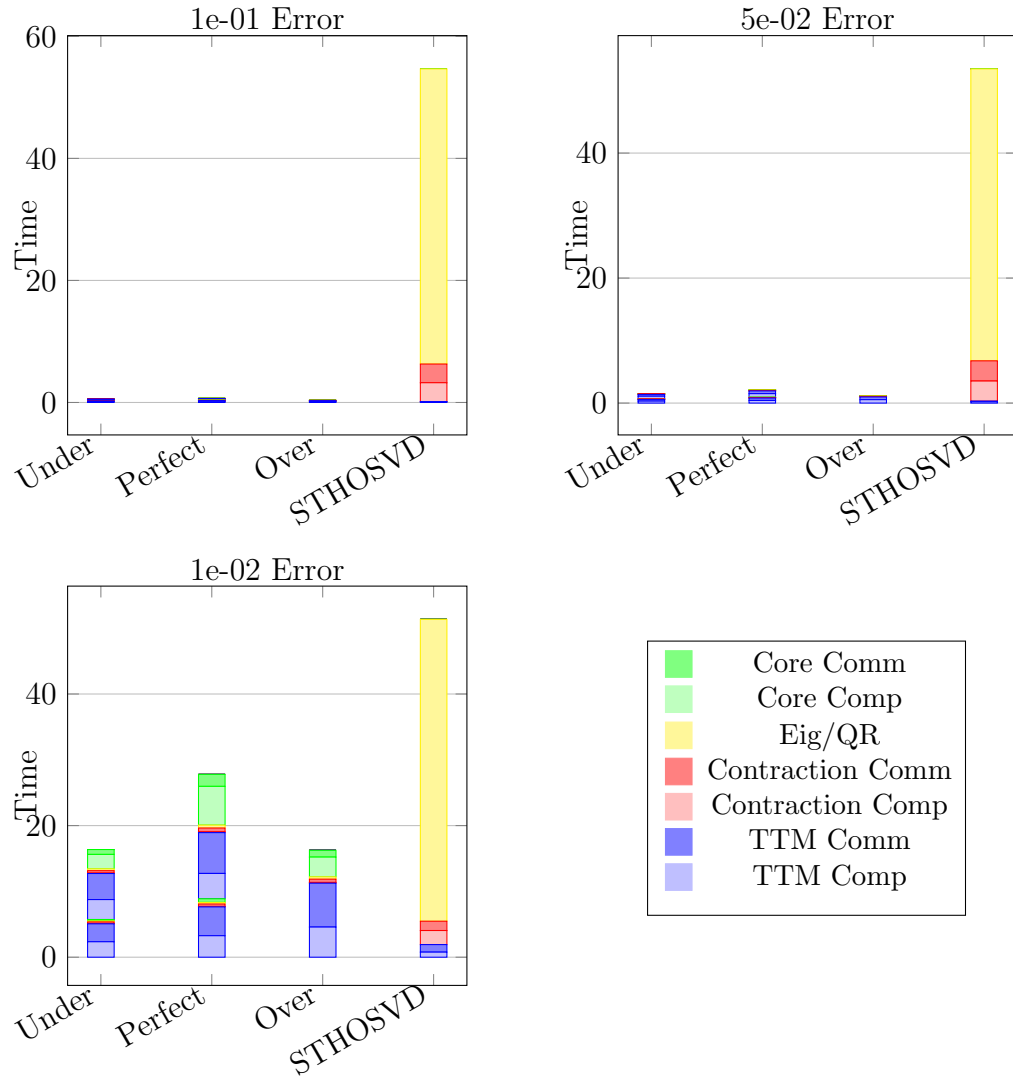 1e-01 Error
60
40
20
0
Time
Under
Perfect
Over
STHOSVD
5e-02 Error
40
20
0
Time
Under
Perfect
Over
STHOSVD
1e-02 Error
40
20
0
Time
Under
Perfect
Over
STHOSVD
Core Comm
Core Comp
Eig/QR
Contraction Comm
Contraction Comp
TTM Comm
TTM Comp